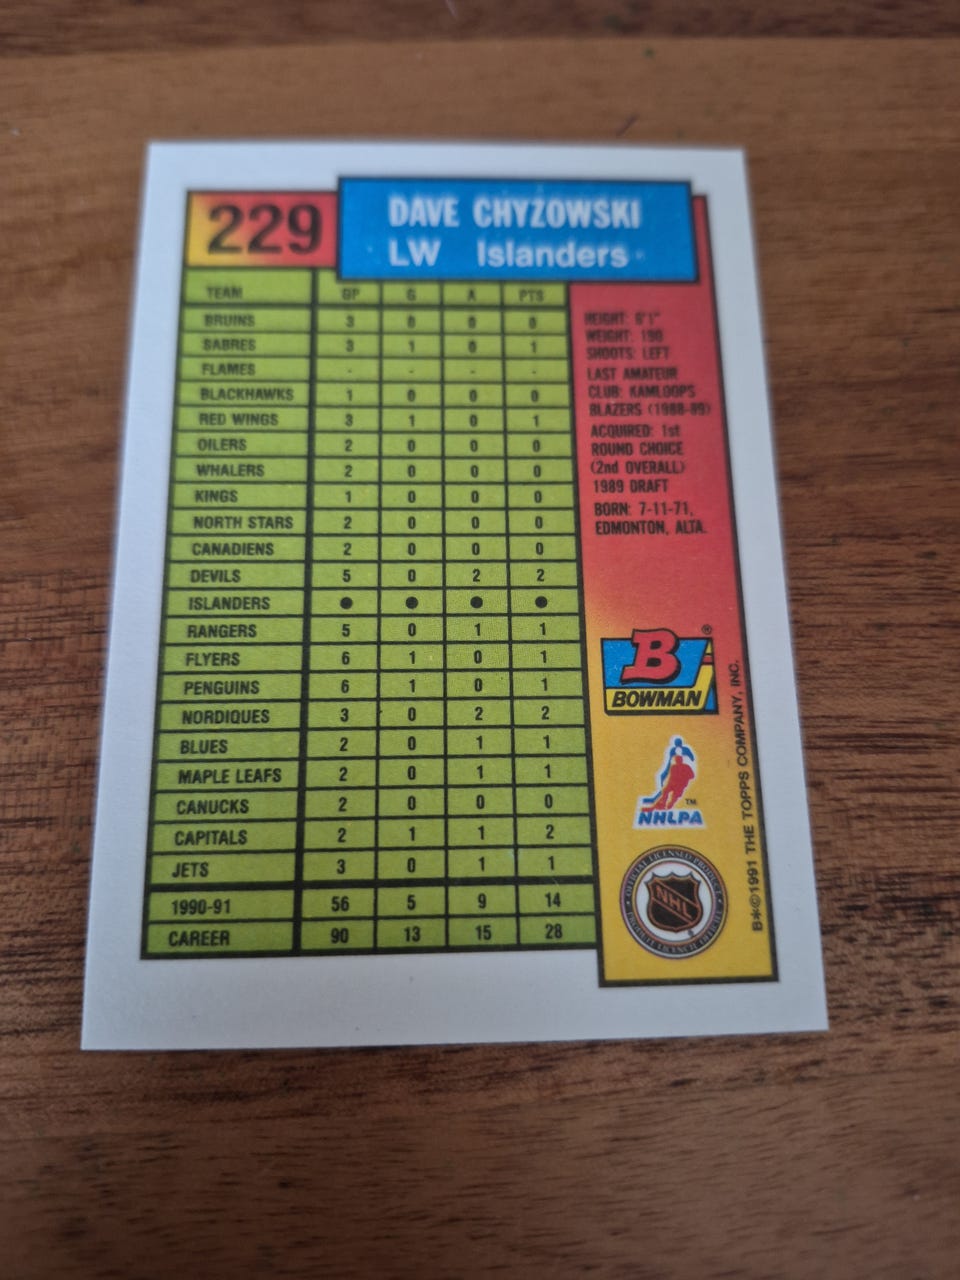 229
DAVE CHYZOWSKI
LW Islanders
TEAM GP G A PTS
BRUINS 3 0 0 0
SABRES 3 1 0 1
FLAMES - - - -
BLACKHAWKS 1 0 0 0
RED WINGS 3 1 0 1
OILERS 2 0 0 0
WHALERS 2 0 0 0
KINGS 1 0 0 0
NORTH STARS 2 0 0 0
CANADIENS 2 0 0 0
DEVILS 5 0 2 2
ISLANDERS ● ● ● ●
RANGERS 5 0 1 1
FLYERS 6 1 0 1
PENGUINS 6 1 0 1
NORDIQUES 3 0 2 2
BLUES 2 0 1 1
MAPLE LEAFS 2 0 1 1
CANUCKS 2 0 0 0
CAPITALS 2 1 1 2
JETS 3 0 1 1
1990-91 56 5 9 14
CAREER 90 13 15 28
HEIGHT: 6'1"
WEIGHT: 190
SHOOTS: LEFT
LAST AMATEUR
CLUB: KAMLOOPS
BLAZERS (1988-89)
ACQUIRED: 1st
ROUND CHOICE
(2nd OVERALL)
1989 DRAFT
BORN: 7-11-71,
EDMONTON, ALTA.
B ®
BOWMAN
TM
NHLPA
OFFICIAL LICENSED PRODUCT
NHL
B*©1991 THE TOPPS COMPANY, INC.